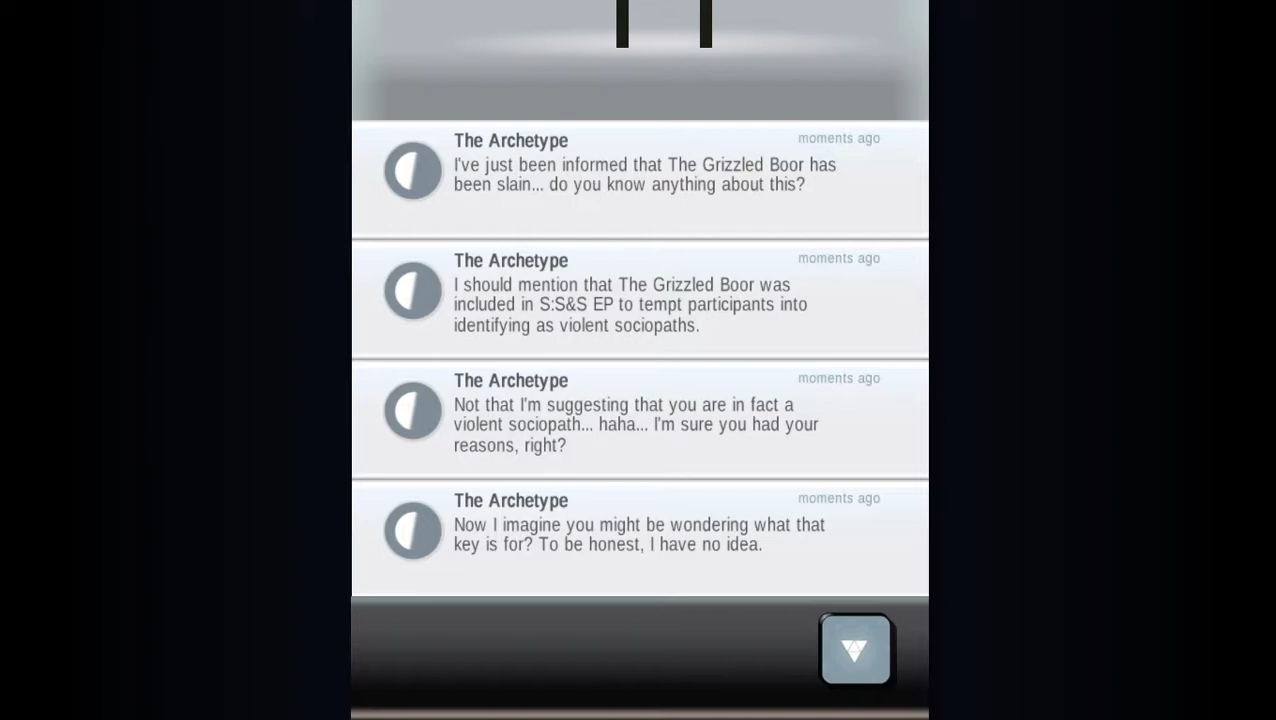 The Archetype
moments ago
I've just been informed that The Grizzled Boor has
been slain... do you know anything about this?
The Archetype
moments ago
I should mention that The Grizzled Boor was
included in S:S&S EP to tempt participants into
identifying as violent sociopaths.
The Archetype
moments ago
Not that I'm suggesting that you are in fact a
violent sociopath... haha... I'm sure you had your
reasons, right?
The Archetype
moments ago
Now I imagine you might be wondering what that
key is for? To be honest, I have no idea.